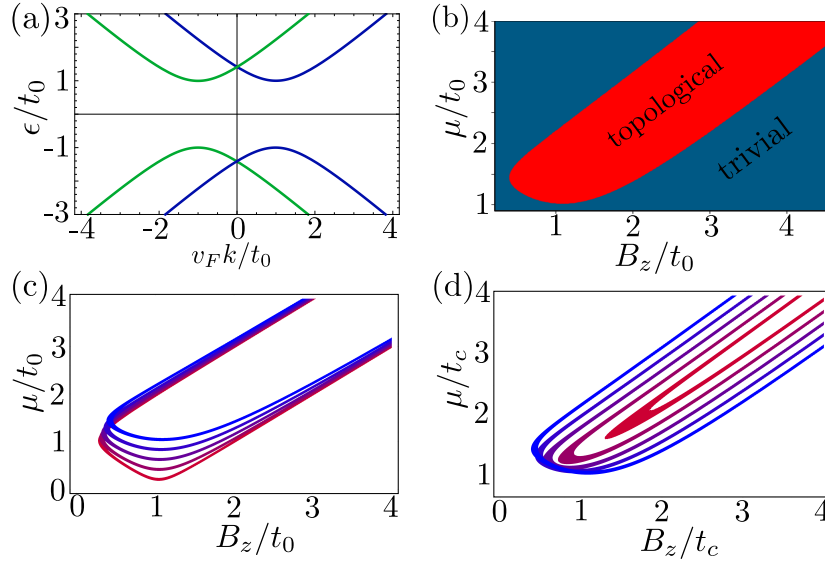 (a)
ϵ/t₀
3
1
-1
-3
-4
-2
0
2
4
v_F k/t₀
(b)
μ/t₀
4
3
2
1
topological
trivial
1
2
3
4
B_z/t₀
(c)
μ/t₀
4
3
2
1
0
0
1
2
3
4
B_z/t₀
(d)
μ/t_c
4
3
2
1
0
1
2
3
4
B_z/t_c